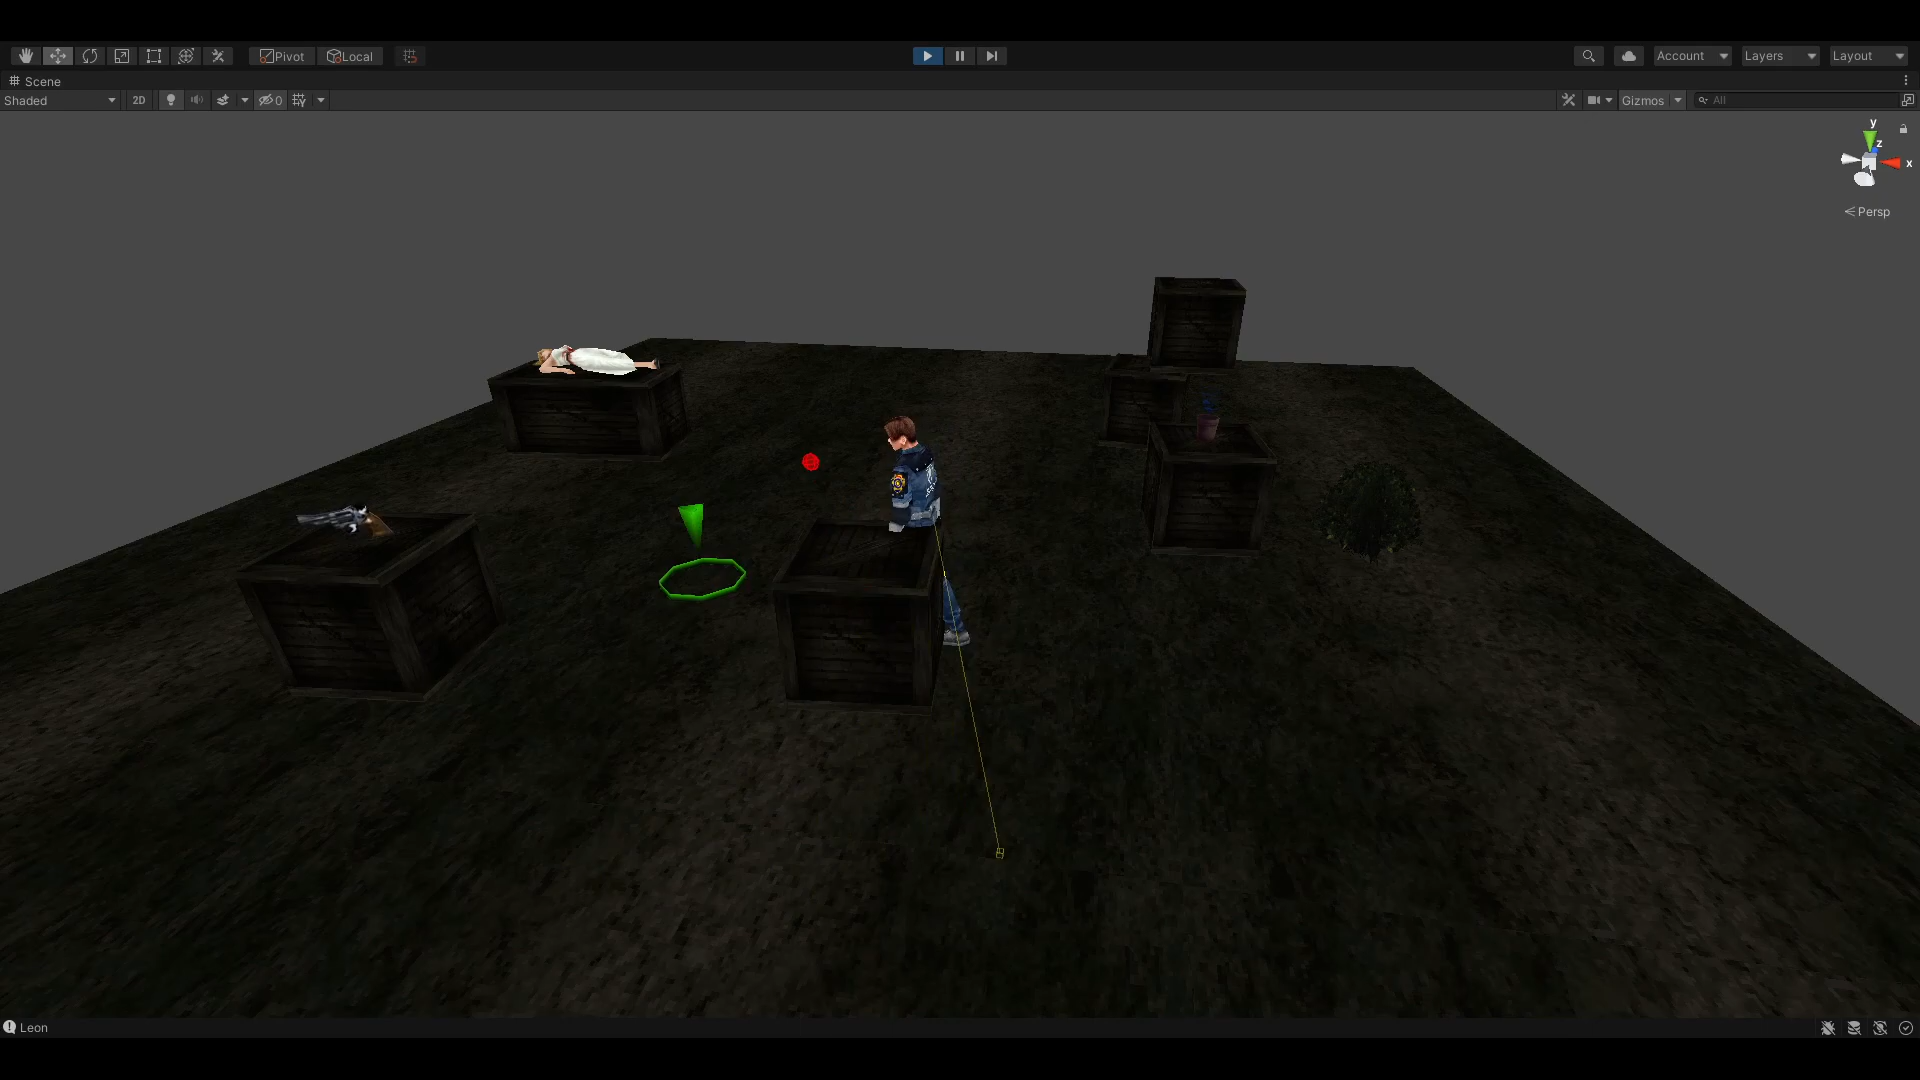 Pivot Local Account Layers Layout
Scene
Shaded 2D 0 Gizmos All
y
z
x
Persp
Leon